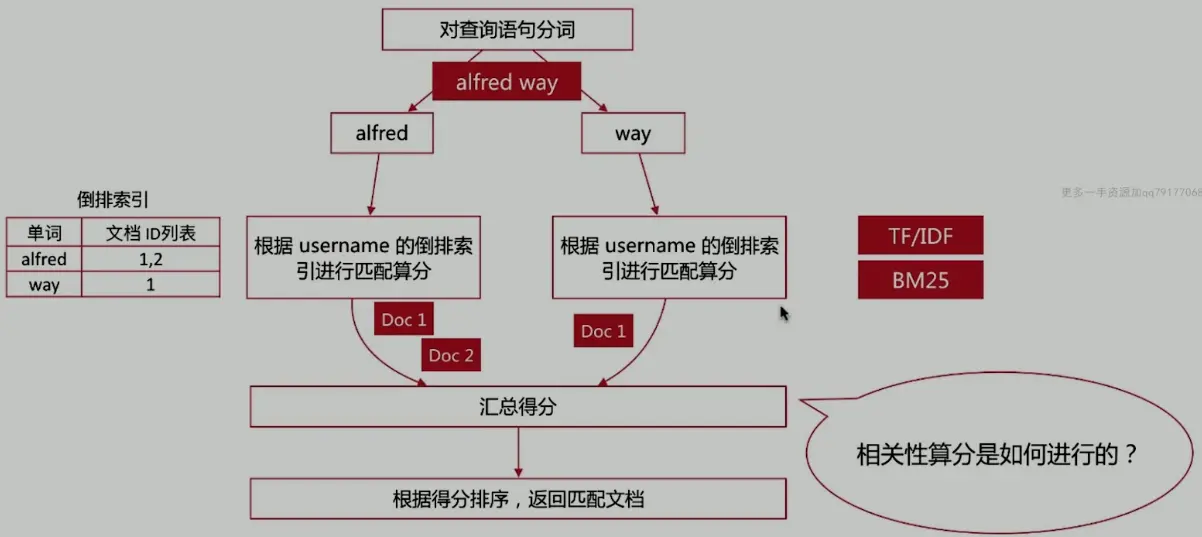 对查询语句分词
alfred way
alfred
way
更多一手资源加qq79177068
倒排索引
单词 文档 ID列表
alfred 1,2
way 1
根据 username 的倒排索
引进行匹配算分
根据 username 的倒排索
引进行匹配算分
TF/IDF
BM25
Doc 1
Doc 2
Doc 1
汇总得分
相关性算分是如何进行的？
根据得分排序，返回匹配文档